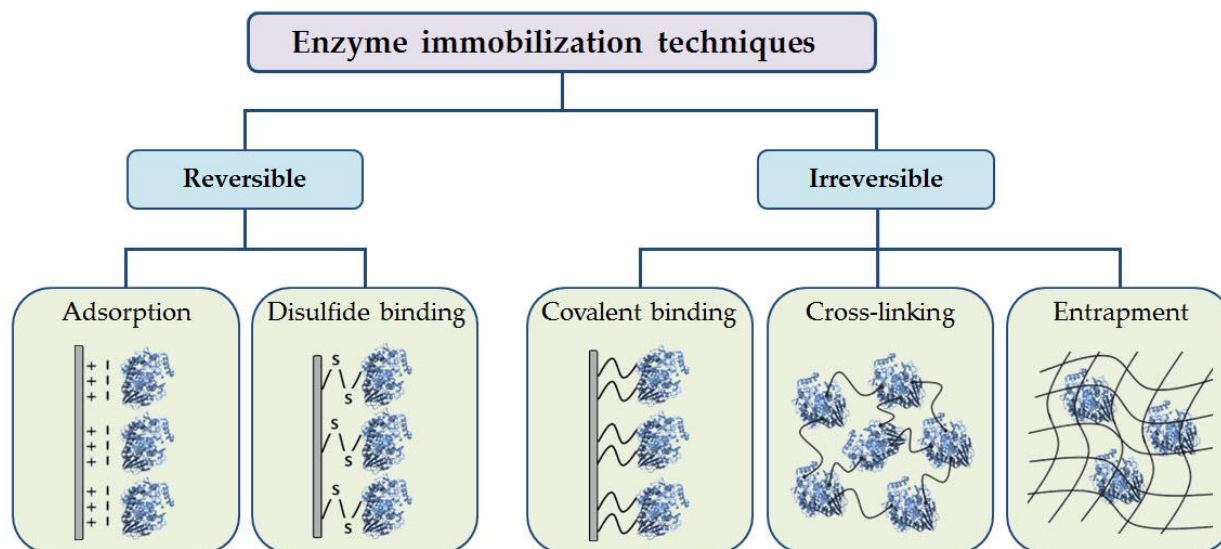 Enzyme immobilization techniques
Reversible
Irreversible
Adsorption
Disulfide binding
Covalent binding
Cross-linking
Entrapment
+ –
+ –
+ –
+ –
+ –
+ –
+ –
+ –
+ –
S
S
S
S
S
S